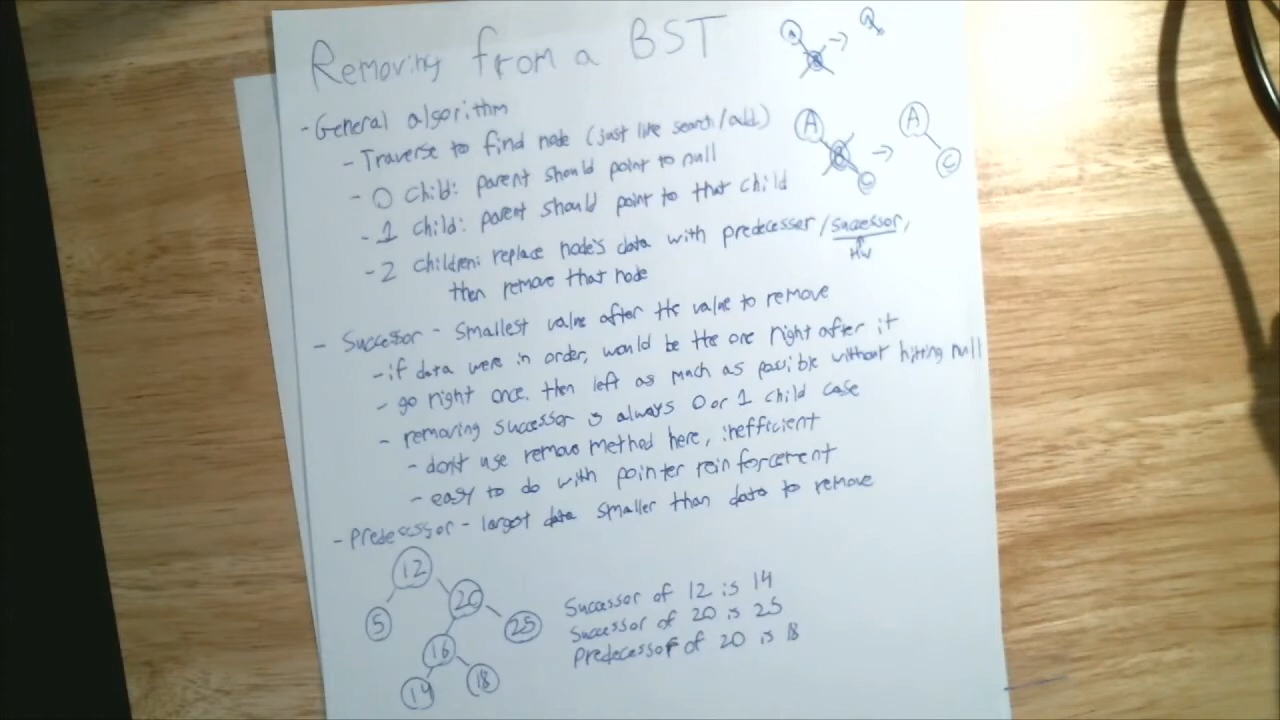 Removing from a BST
- General algorithm
- Traverse to find node (just like search/add)
- 0 child: parent should point to null
- 1 child: parent should point to that child
- 2 children: replace node's data with predecesser/successor,
HW
then remove that node
- Successor - smallest value after the value to remove
- if data were in order, would be the one right after it
- go right once. then left as much as possible without hitting null
- removing successor is always 0 or 1 child case
- don't use remove method here, inefficient
- easy to do with pointer reinforcement
- Predecessor - largest data smaller than data to remove
A
C
A
C
12
5
20
25
16
14
18
Successor of 12 is 14
Successor of 20 is 25
Predecessor of 20 is 18